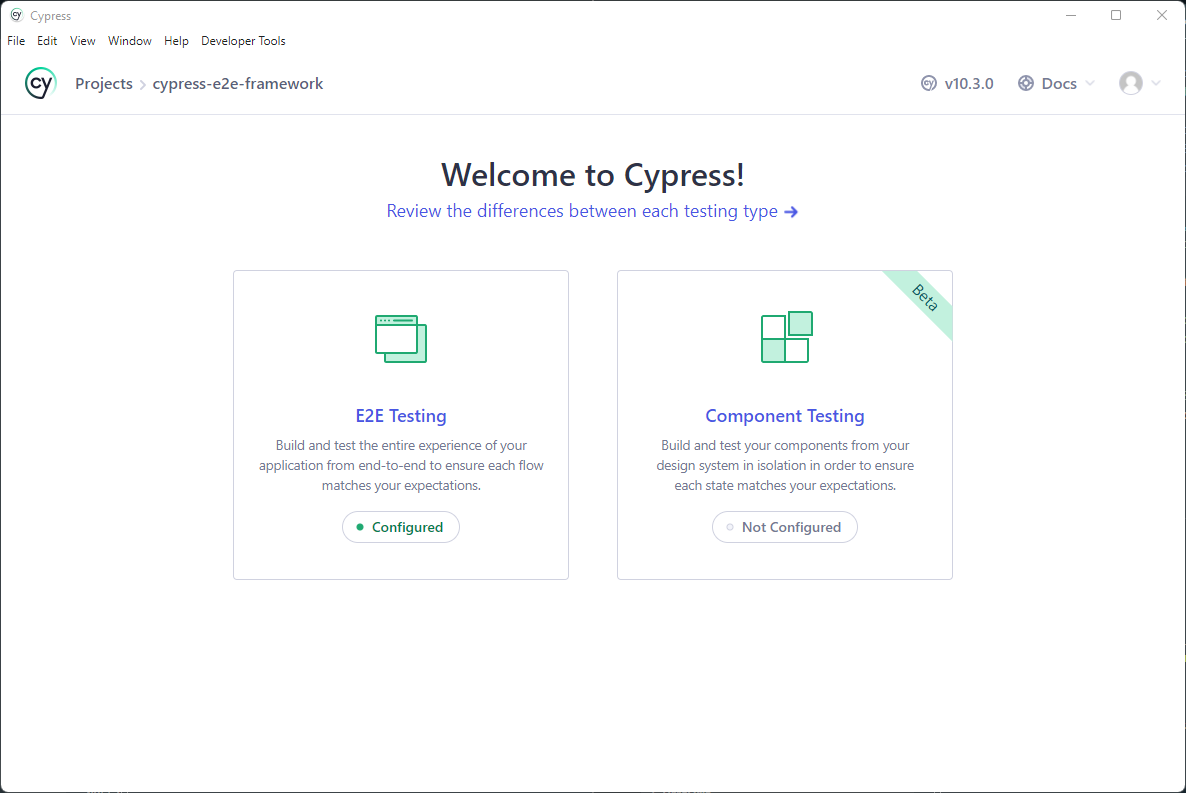 Cypress
File Edit View Window Help Developer Tools
cy Projects cypress-e2e-framework cy v10.3.0 Docs
Welcome to Cypress!
Review the differences between each testing type
Beta
E2E Testing
Build and test the entire experience of your
application from end-to-end to ensure each flow
matches your expectations.
Configured
Component Testing
Build and test your components from your
design system in isolation in order to ensure
each state matches your expectations.
Not Configured